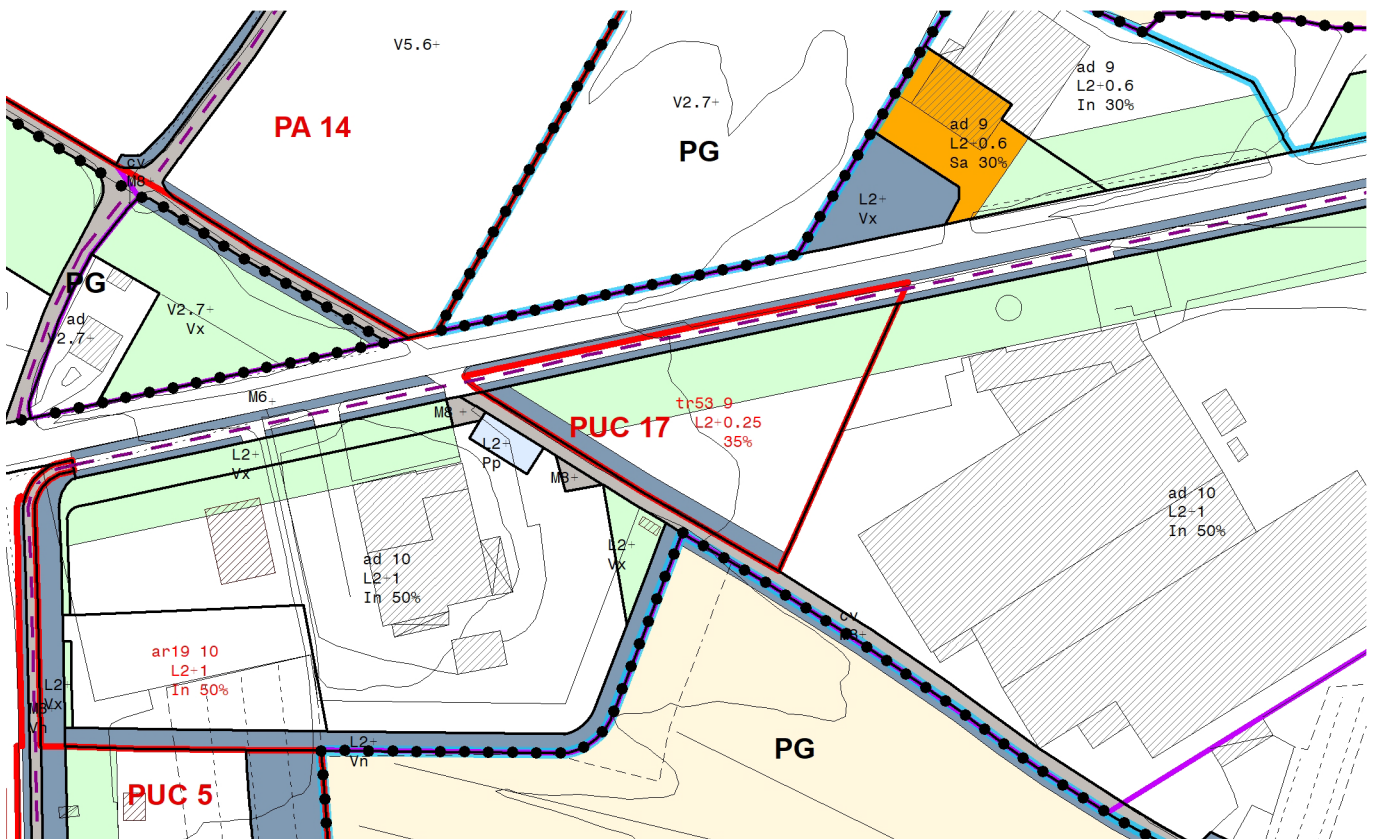 V5.6+
V2.7+
PG
PA 14
ad 9
L2+0.6
In 30%
ad 9
L2+0.6
Sa 30%
cv
M8+
L2+
Vx
PG
V2.7+
Vx
ad
V2.7+
M6+
M8 +
tr53 9
L2+0.25
35%
PUC 17
L2+
Pp
L2+
Vx
M8+
ad 10
L2+1
In 50%
L2+
Vx
ad 10
L2+1
In 50%
cv
M8+
ar19 10
L2+1
In 50%
L2+
Vx
M8+
Vn
L2+
Vn
PG
PUC 5